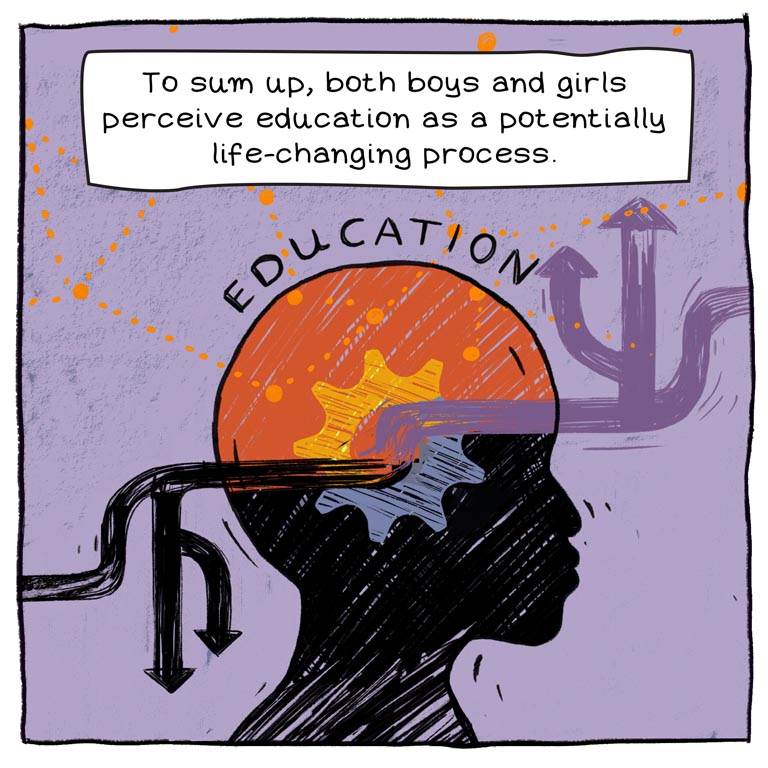 To sum up, both boys and girls
perceive education as a potentially
life-changing process.
EDUCATION